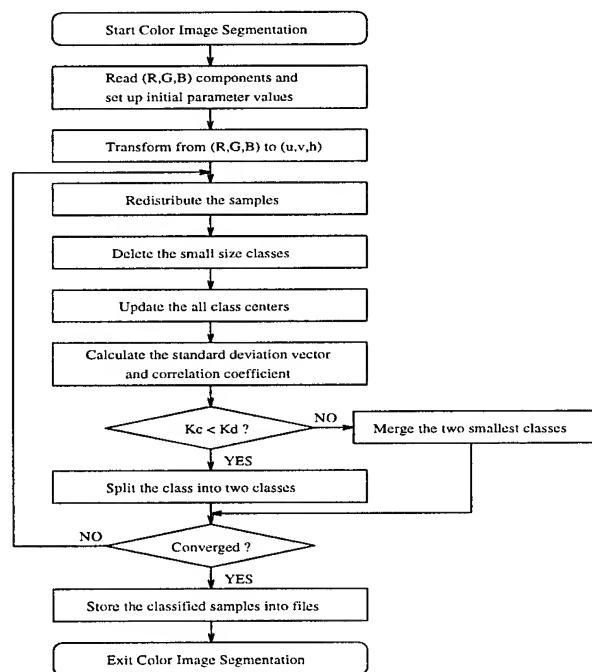 Start Color Image Segmentation
Read (R,G,B) components and
set up initial parameter values
Transform from (R,G,B) to (u,v,h)
Redistribute the samples
Delete the small size classes
Update the all class centers
Calculate the standard deviation vector
and correlation coefficient
Kc < Kd ?
NO
Merge the two smallest classes
YES
Split the class into two classes
NO
Converged ?
YES
Store the classified samples into files
Exit Color Image Segmentation